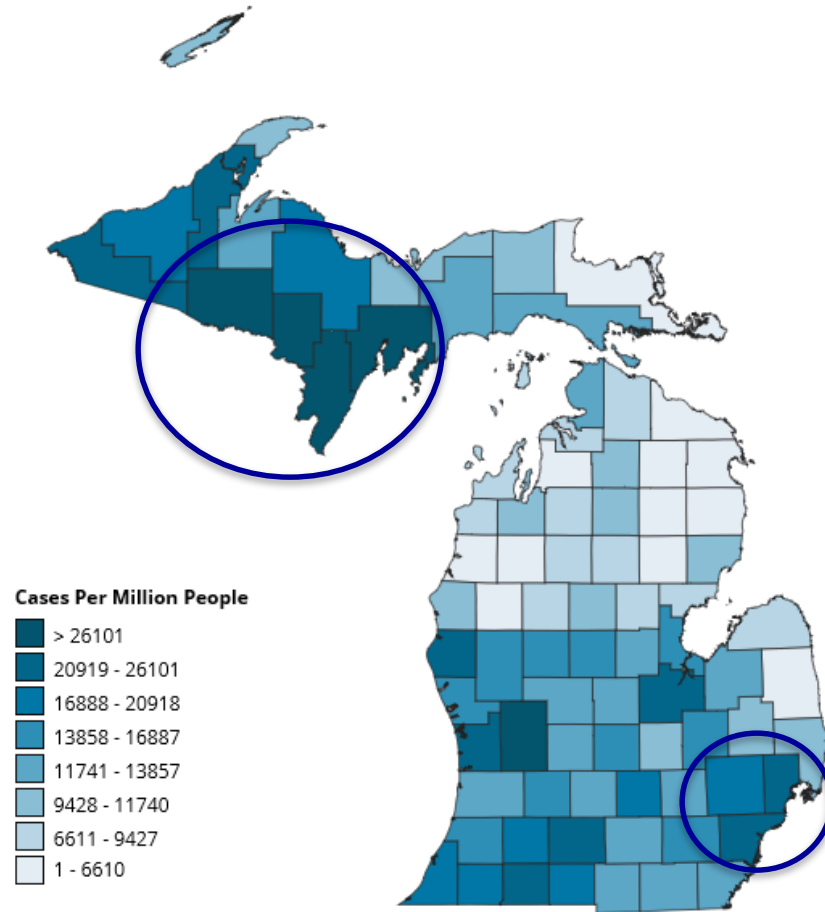 Cases Per Million People
> 26101
20919 - 26101
16888 - 20918
13858 - 16887
11741 - 13857
9428 - 11740
6611 - 9427
1 - 6610